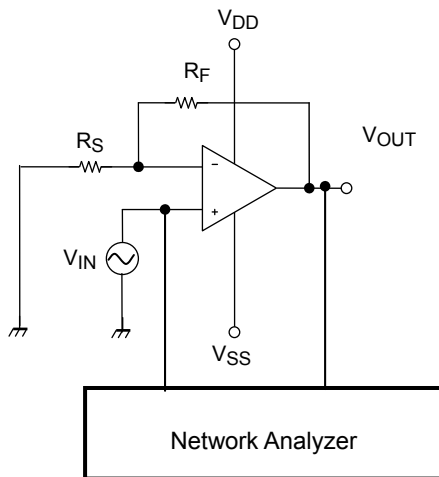 VDD
RF
RS
VOUT
−
+
VIN
VSS
Network Analyzer